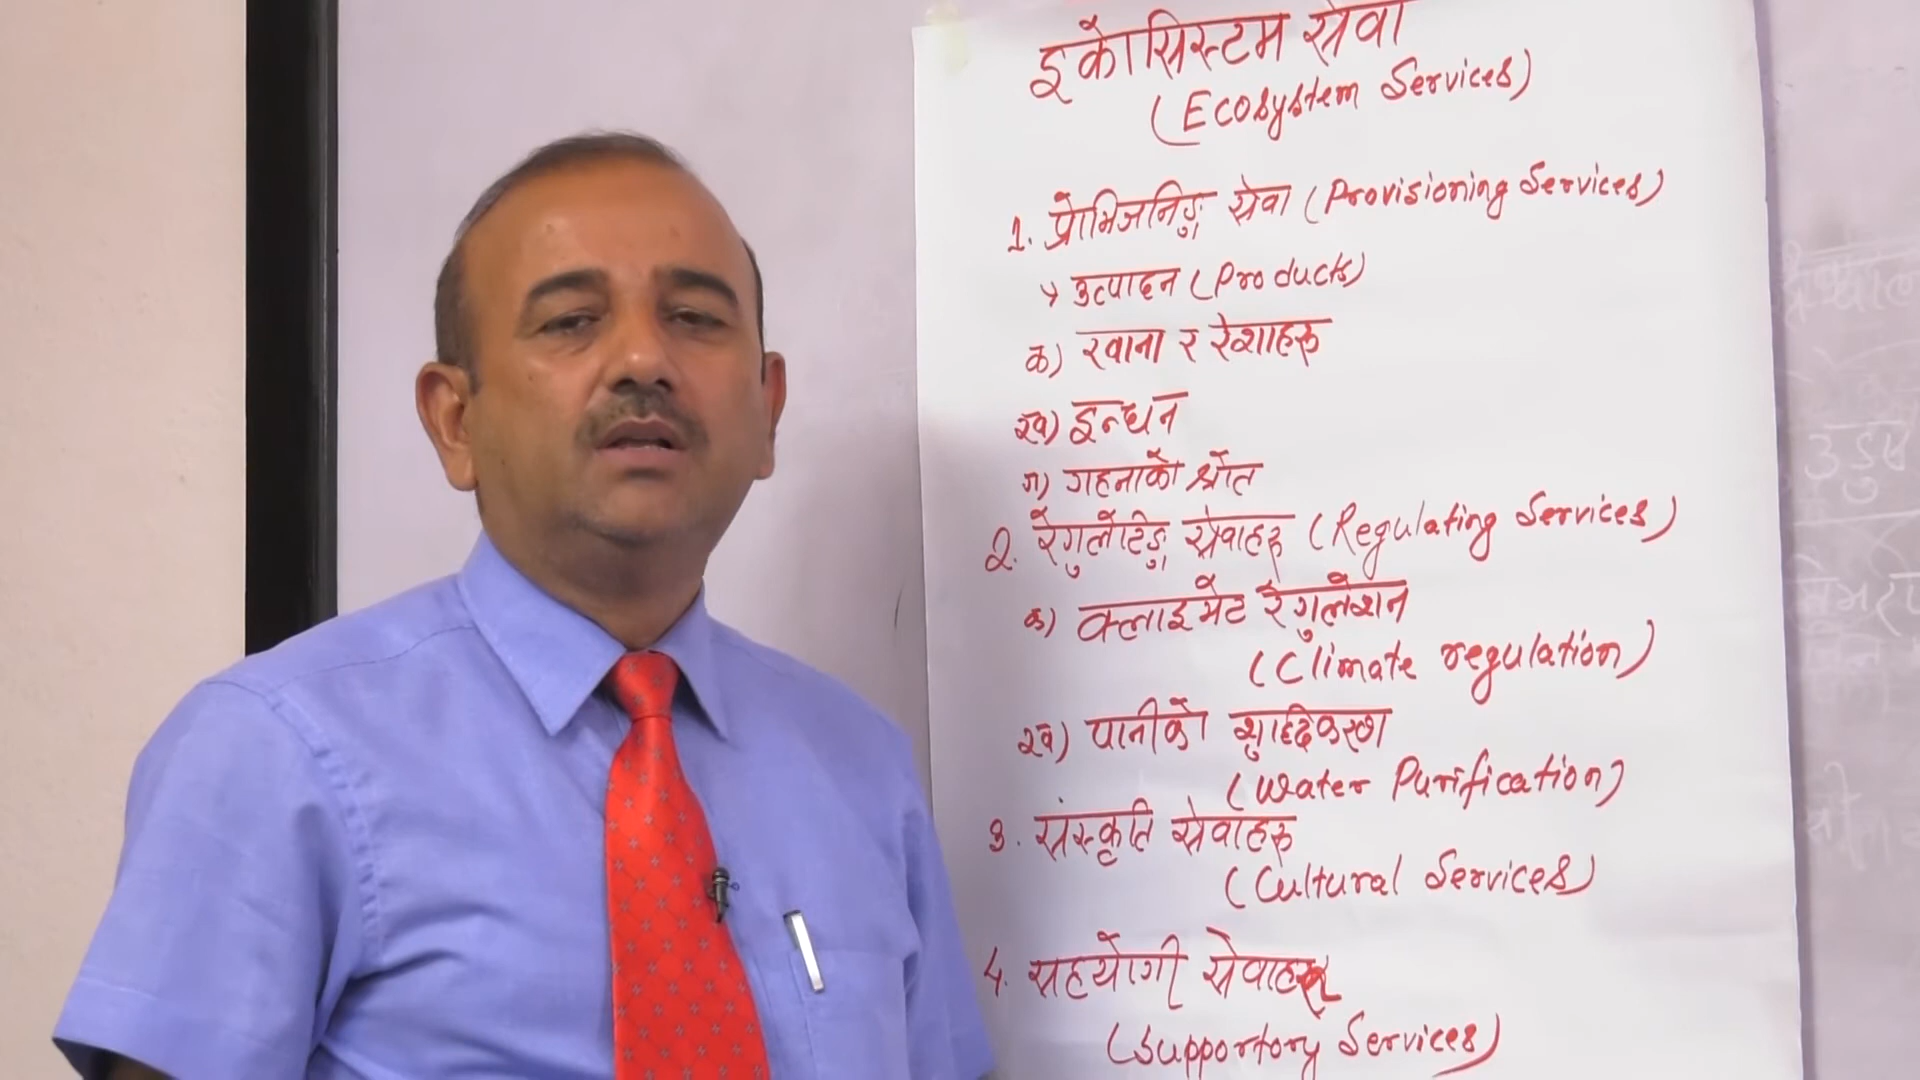 इकोसिस्टम सेवा
(Ecosystem Services)
1. प्रोभिजनिङ्ग सेवा (Provisioning Services)
→ उत्पादन (Products)
क) खाना र रेशाहरू
ख) इन्धन
ग) गहनाको श्रोत
2. रेगुलेटिङ्ग सेवाहरू (Regulating Services)
क) क्लाइमेट रेगुलेशन
(Climate regulation)
ख) पानीको शुद्धिकरण
(Water Purification)
3. संस्कृति सेवाहरू
(Cultural Services)
4. सहयोगी सेवाहरू
(Supportory Services)